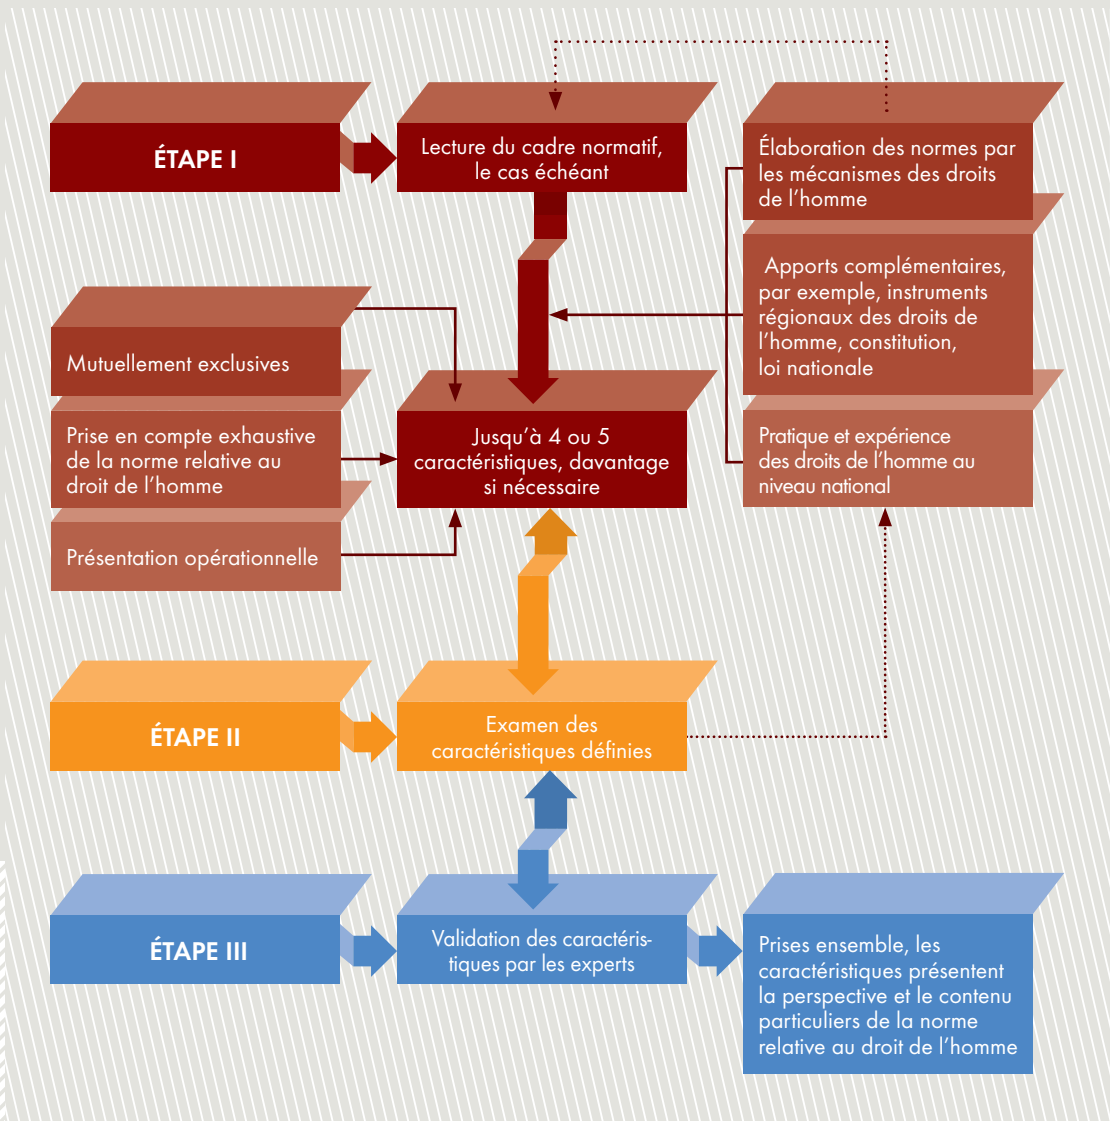 ÉTAPE I
Lecture du cadre normatif,
le cas échéant
Élaboration des normes par
les mécanismes des droits
de l'homme
Apports complémentaires,
par exemple, instruments
régionaux des droits de
l'homme, constitution,
loi nationale
Pratique et expérience
des droits de l'homme au
niveau national
Mutuellement exclusives
Prise en compte exhaustive
de la norme relative au
droit de l'homme
Présentation opérationnelle
Jusqu'à 4 ou 5
caractéristiques, davantage
si nécessaire
ÉTAPE II
Examen des
caractéristiques définies
ÉTAPE III
Validation des caractéris-
tiques par les experts
Prises ensemble, les
caractéristiques présentent
la perspective et le contenu
particuliers de la norme
relative au droit de l'homme